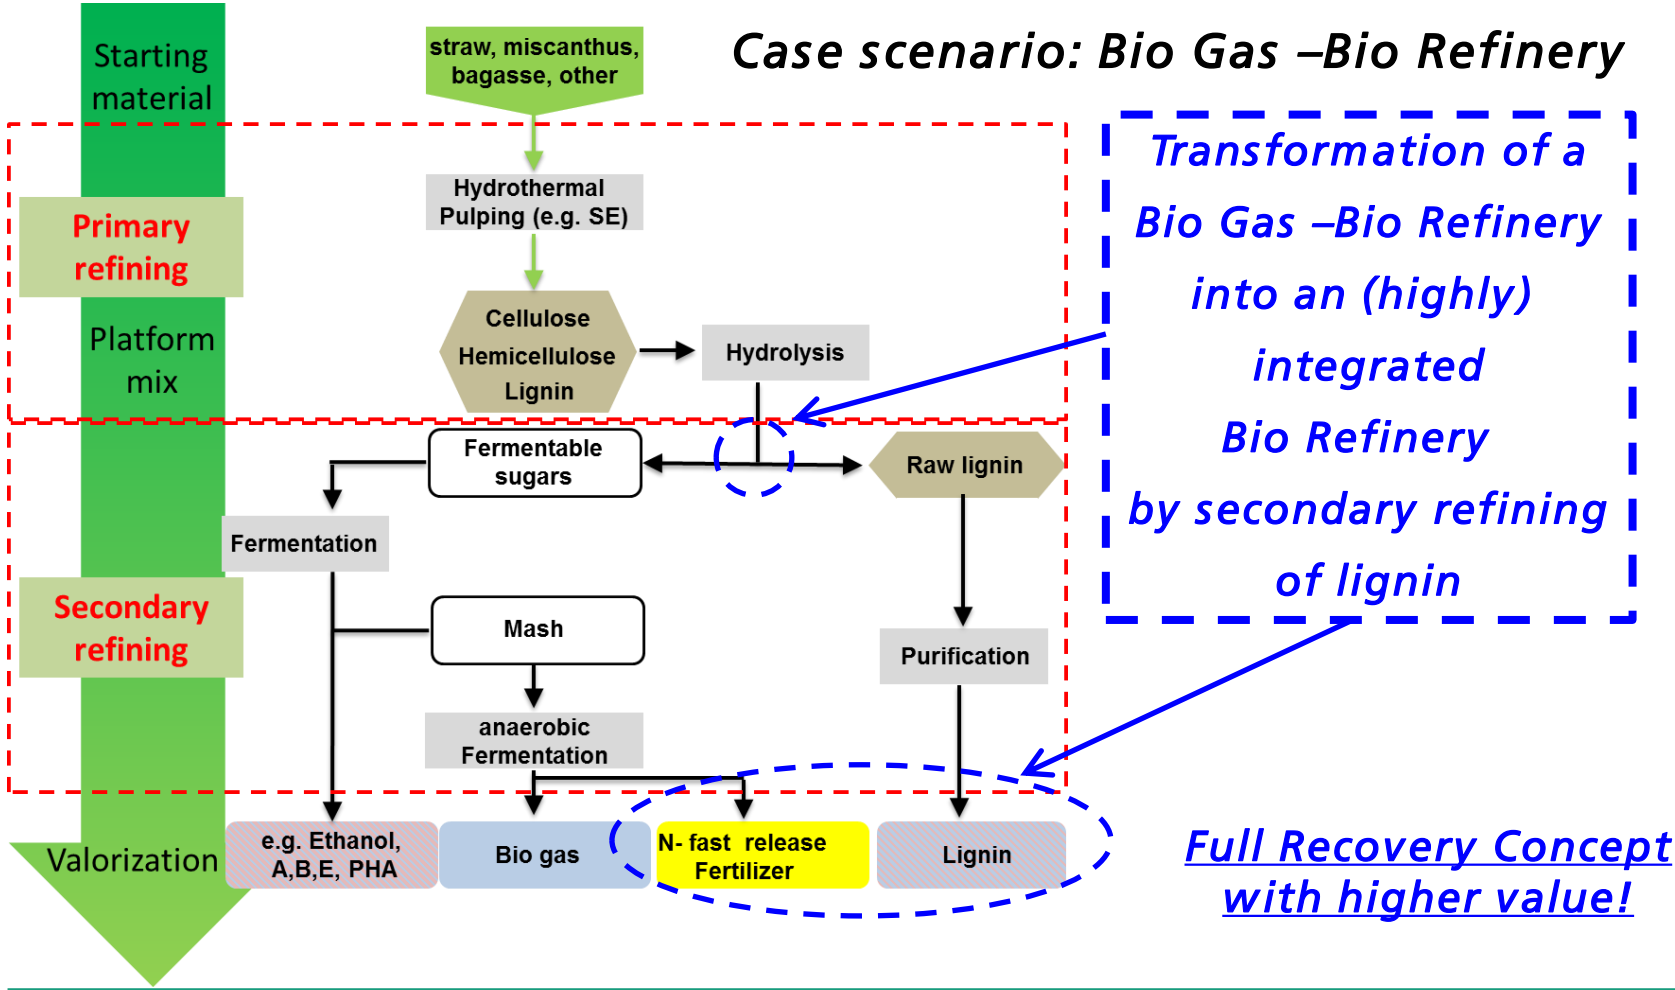 Case scenario: Bio Gas –Bio Refinery
Starting
material
straw, miscanthus,
bagasse, other
Primary
refining
Hydrothermal
Pulping (e.g. SE)
Platform
mix
Cellulose
Hemicellulose
Lignin
Hydrolysis
Transformation of a
Bio Gas –Bio Refinery
into an (highly)
integrated
Bio Refinery
by secondary refining
of lignin
Fermentable
sugars
Raw lignin
Fermentation
Secondary
refining
Mash
Purification
anaerobic
Fermentation
Valorization
e.g. Ethanol,
A,B,E, PHA
Bio gas
N- fast release
Fertilizer
Lignin
Full Recovery Concept
with higher value!